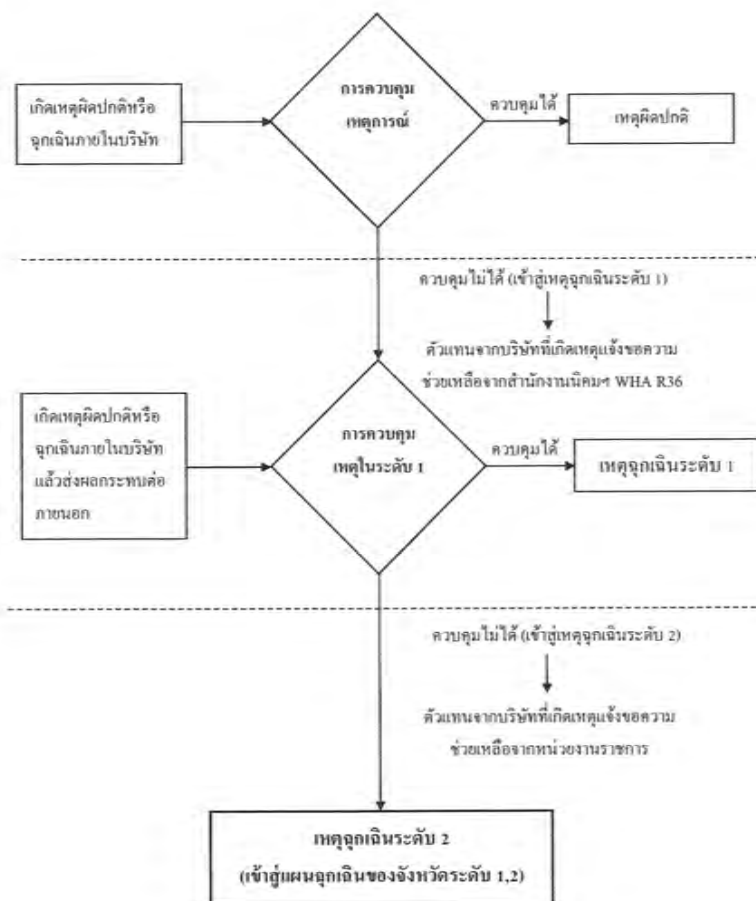 การควบคุม
เหตุการณ์
เกิดเหตุผิดปกติหรือ
ฉุกเฉินภายในบริษัท
ควบคุมได้
เหตุผิดปกติ
ควบคุมไม่ได้ (เข้าสู่เหตุฉุกเฉินระดับ 1)
ตัวแทนจากบริษัทที่เกิดเหตุแจ้งขอความ
ช่วยเหลือจากสำนักงานนิคมฯ WHA R36
เกิดเหตุผิดปกติหรือ
ฉุกเฉินภายในบริษัท
แล้วส่งผลกระทบต่อ
ภายนอก
การควบคุม
เหตุในระดับ 1
ควบคุมได้
เหตุฉุกเฉินระดับ 1
ควบคุมไม่ได้ (เข้าสู่เหตุฉุกเฉินระดับ 2)
ตัวแทนจากบริษัทที่เกิดเหตุแจ้งขอความ
ช่วยเหลือจากหน่วยงานราชการ
เหตุฉุกเฉินระดับ 2
(เข้าสู่แผนฉุกเฉินของจังหวัดระดับ 1,2)